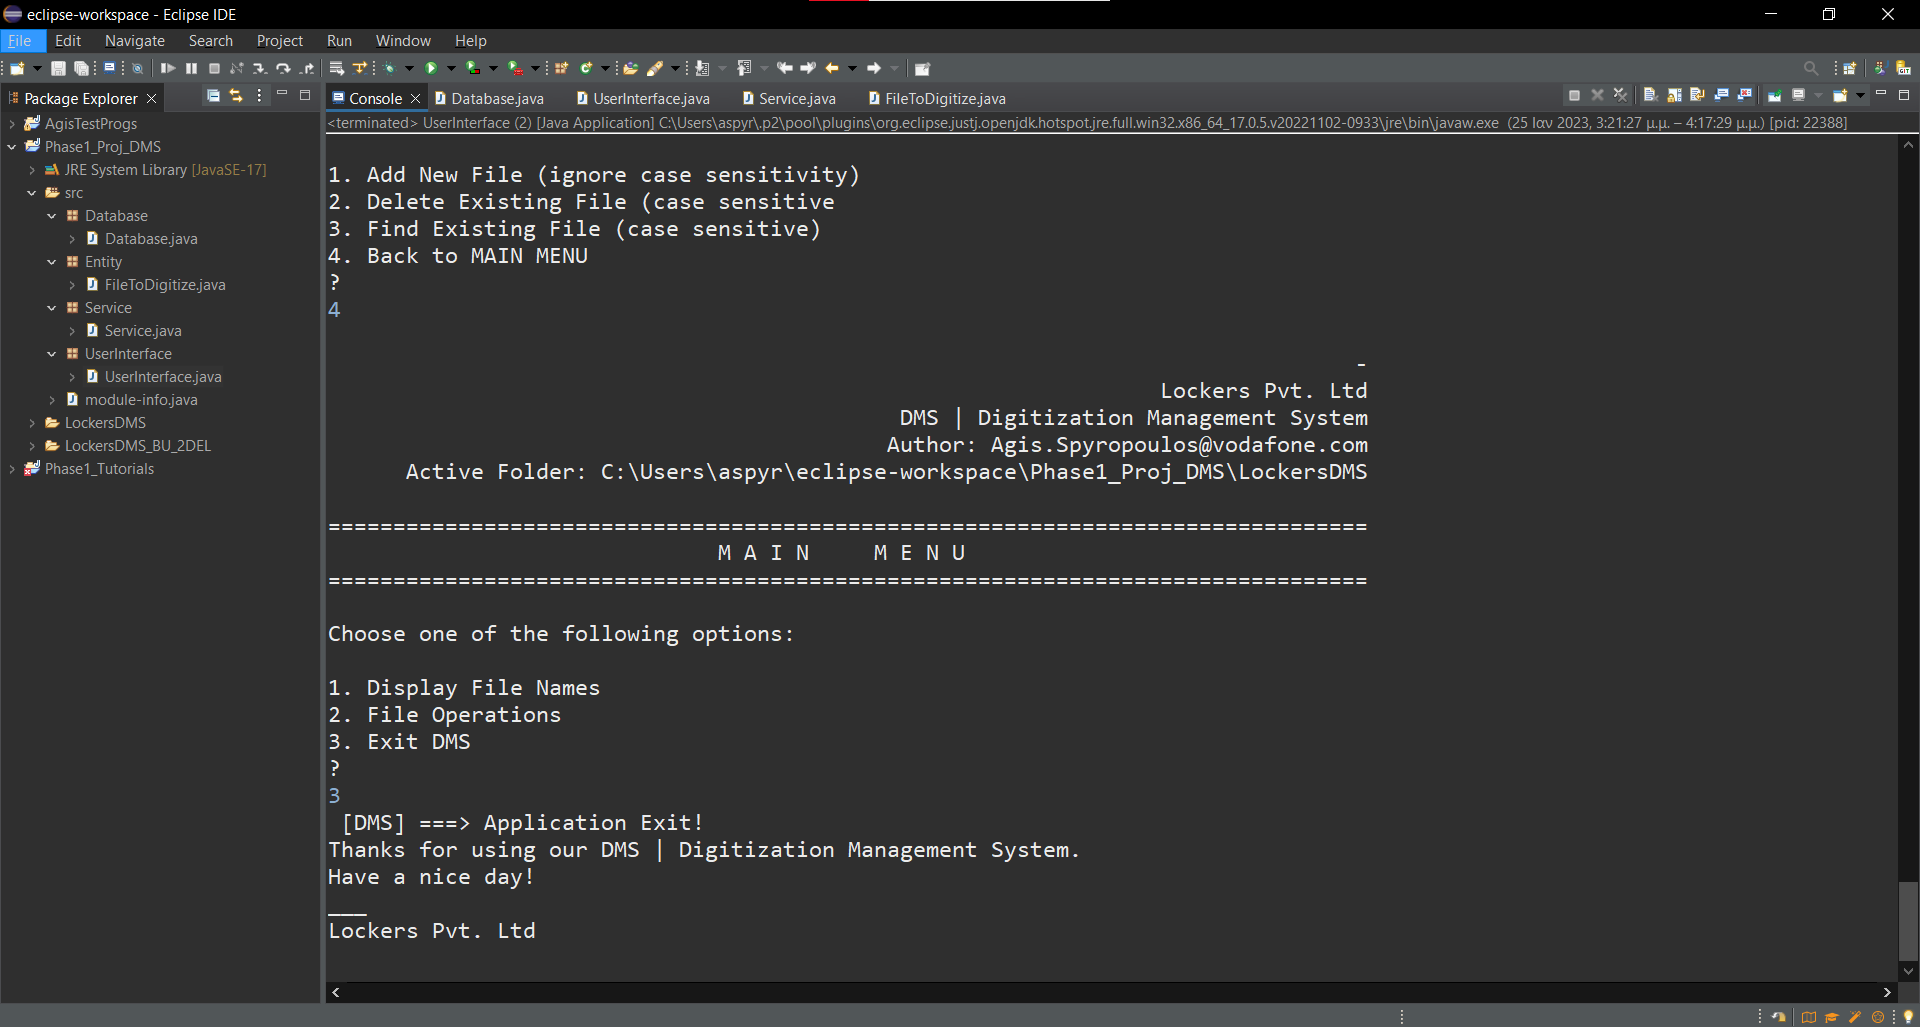 eclipse-workspace - Eclipse IDE
File Edit Navigate Search Project Run Window Help
Package Explorer
AgisTestProgs
Phase1_Proj_DMS
JRE System Library [JavaSE-17]
src
Database
Database.java
Entity
FileToDigitize.java
Service
Service.java
UserInterface
UserInterface.java
module-info.java
LockersDMS
LockersDMS_BU_2DEL
Phase1_Tutorials
Console Database.java UserInterface.java Service.java FileToDigitize.java
<terminated> UserInterface (2) [Java Application] C:\Users\aspyr\.p2\pool\plugins\org.eclipse.justj.openjdk.hotspot.jre.full.win32.x86_64_17.0.5.v20221102-0933\jre\bin\javaw.exe (25 Ιαν 2023, 3:21:27 μ.μ. – 4:17:29 μ.μ.) [pid: 22388]
1. Add New File (ignore case sensitivity)
2. Delete Existing File (case sensitive
3. Find Existing File (case sensitive)
4. Back to MAIN MENU
?
4
-
Lockers Pvt. Ltd
DMS | Digitization Management System
Author: Agis.Spyropoulos@vodafone.com
Active Folder: C:\Users\aspyr\eclipse-workspace\Phase1_Proj_DMS\LockersDMS
================================================================================
M A I N     M E N U
================================================================================
Choose one of the following options:
1. Display File Names
2. File Operations
3. Exit DMS
?
3
[DMS] ===> Application Exit!
Thanks for using our DMS | Digitization Management System.
Have a nice day!
___
Lockers Pvt. Ltd